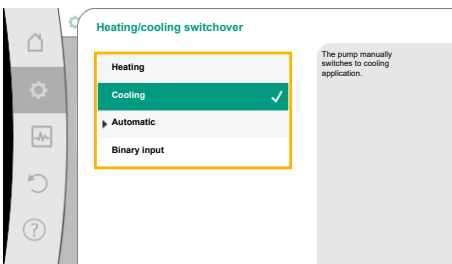 Heating/cooling switchover
Heating
Cooling
Automatic
Binary input
The pump manually
switches to cooling
application.
?